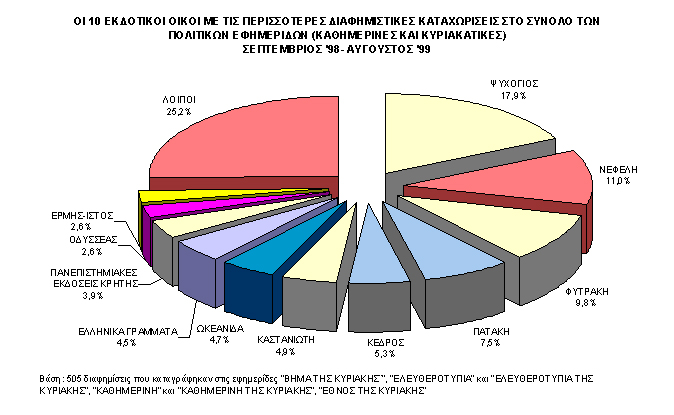 ΟΙ 10 ΕΚΔΟΤΙΚΟΙ ΟΙΚΟΙ ΜΕ ΤΙΣ ΠΕΡΙΣΣΟΤΕΡΕΣ ΔΙΑΦΗΜΙΣΤΙΚΕΣ ΚΑΤΑΧΩΡΙΣΕΙΣ ΣΤΟ ΣΥΝΟΛΟ ΤΩΝ
ΠΟΛΙΤΙΚΩΝ ΕΦΗΜΕΡΙΔΩΝ (ΚΑΘΗΜΕΡΙΝΕΣ ΚΑΙ ΚΥΡΙΑΚΑΤΙΚΕΣ)
ΣΕΠΤΕΜΒΡΙΟΣ '98- ΑΥΓΟΥΣΤΟΣ '99
ΨΥΧΟΓΙΟΣ
17,9%
ΛΟΙΠΟΙ
25,2%
ΝΕΦΕΛΗ
11,0%
ΕΡΜΗΣ-ΙΣΤΟΣ
2,6%
ΟΔΥΣΣΕΑΣ
2,6%
ΠΑΝΕΠΙΣΤΗΜΙΑΚΕΣ
ΕΚΔΟΣΕΙΣ ΚΡΗΤΗΣ
3,9%
ΦΥΤΡΑΚΗ
9,8%
ΕΛΛΗΝΙΚΑ ΓΡΑΜΜΑΤΑ
4,5%
ΩΚΕΑΝΙΔΑ
4,7%
ΚΑΣΤΑΝΙΩΤΗ
4,9%
ΚΕΔΡΟΣ
5,3%
ΠΑΤΑΚΗ
7,5%
Βάση: 505 διαφημίσεις που καταγράφηκαν στις εφημερίδες "ΒΗΜΑ ΤΗΣ ΚΥΡΙΑΚΗΣ", "ΕΛΕΥΘΕΡΟΤΥΠΙΑ" και "ΕΛΕΥΘΕΡΟΤΥΠΙΑ ΤΗΣ
ΚΥΡΙΑΚΗΣ", "ΚΑΘΗΜΕΡΙΝΗ" και "ΚΑΘΗΜΕΡΙΝΗ ΤΗΣ ΚΥΡΙΑΚΗΣ", "ΕΘΝΟΣ ΤΗΣ ΚΥΡΙΑΚΗΣ"